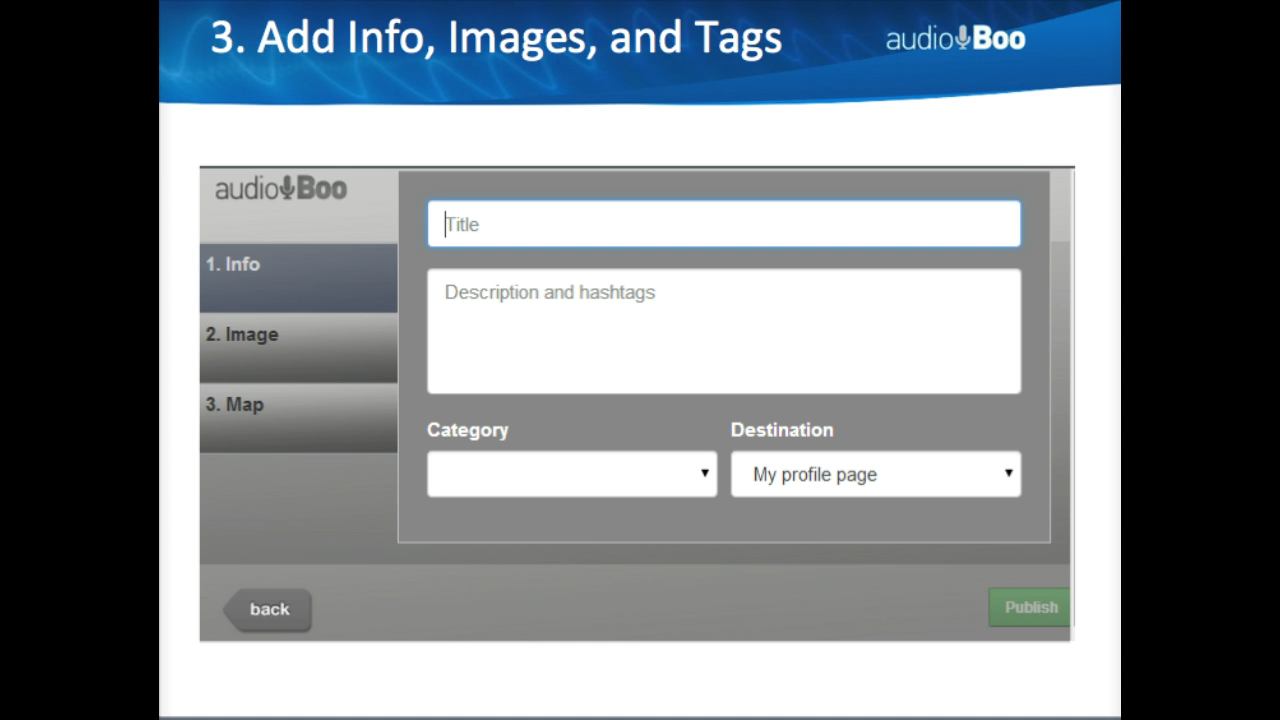 3. Add Info, Images, and Tags
audioBoo
audioBoo
Title
1. Info
Description and hashtags
2. Image
3. Map
Category
Destination
My profile page
back
Publish